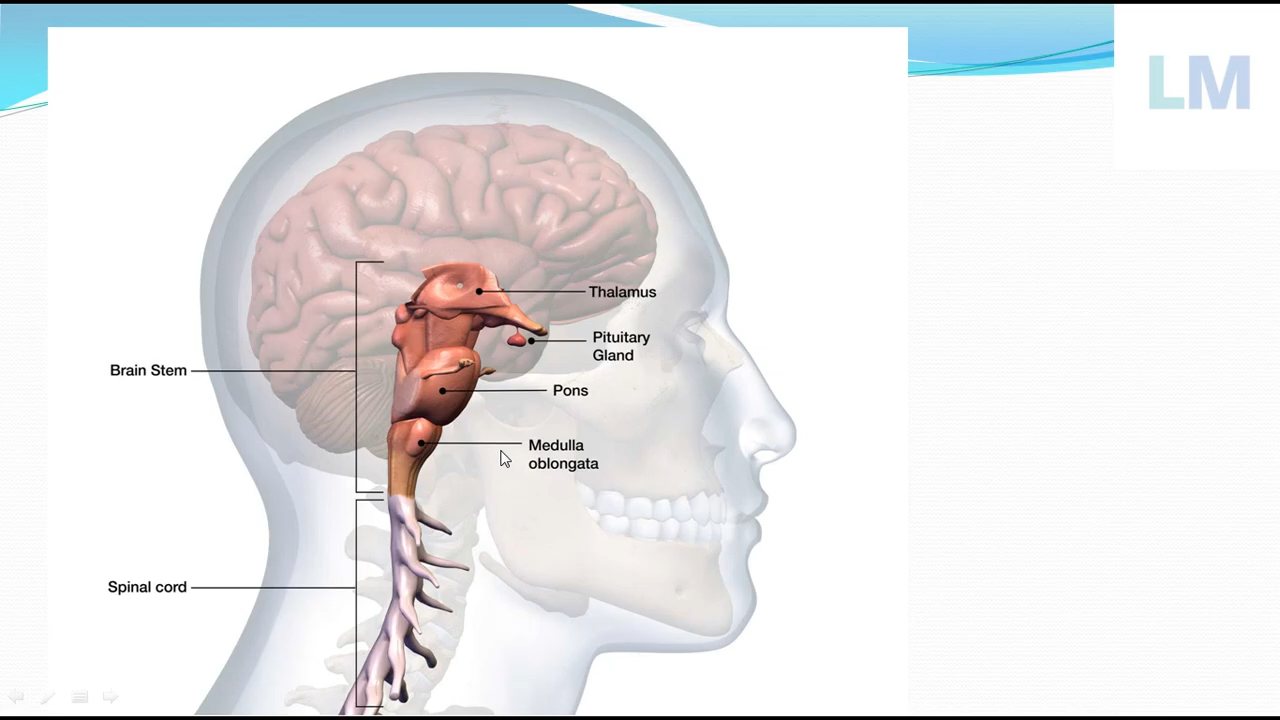 LM
Thalamus
Pituitary
Gland
Brain Stem
Pons
Medulla
oblongata
Spinal cord